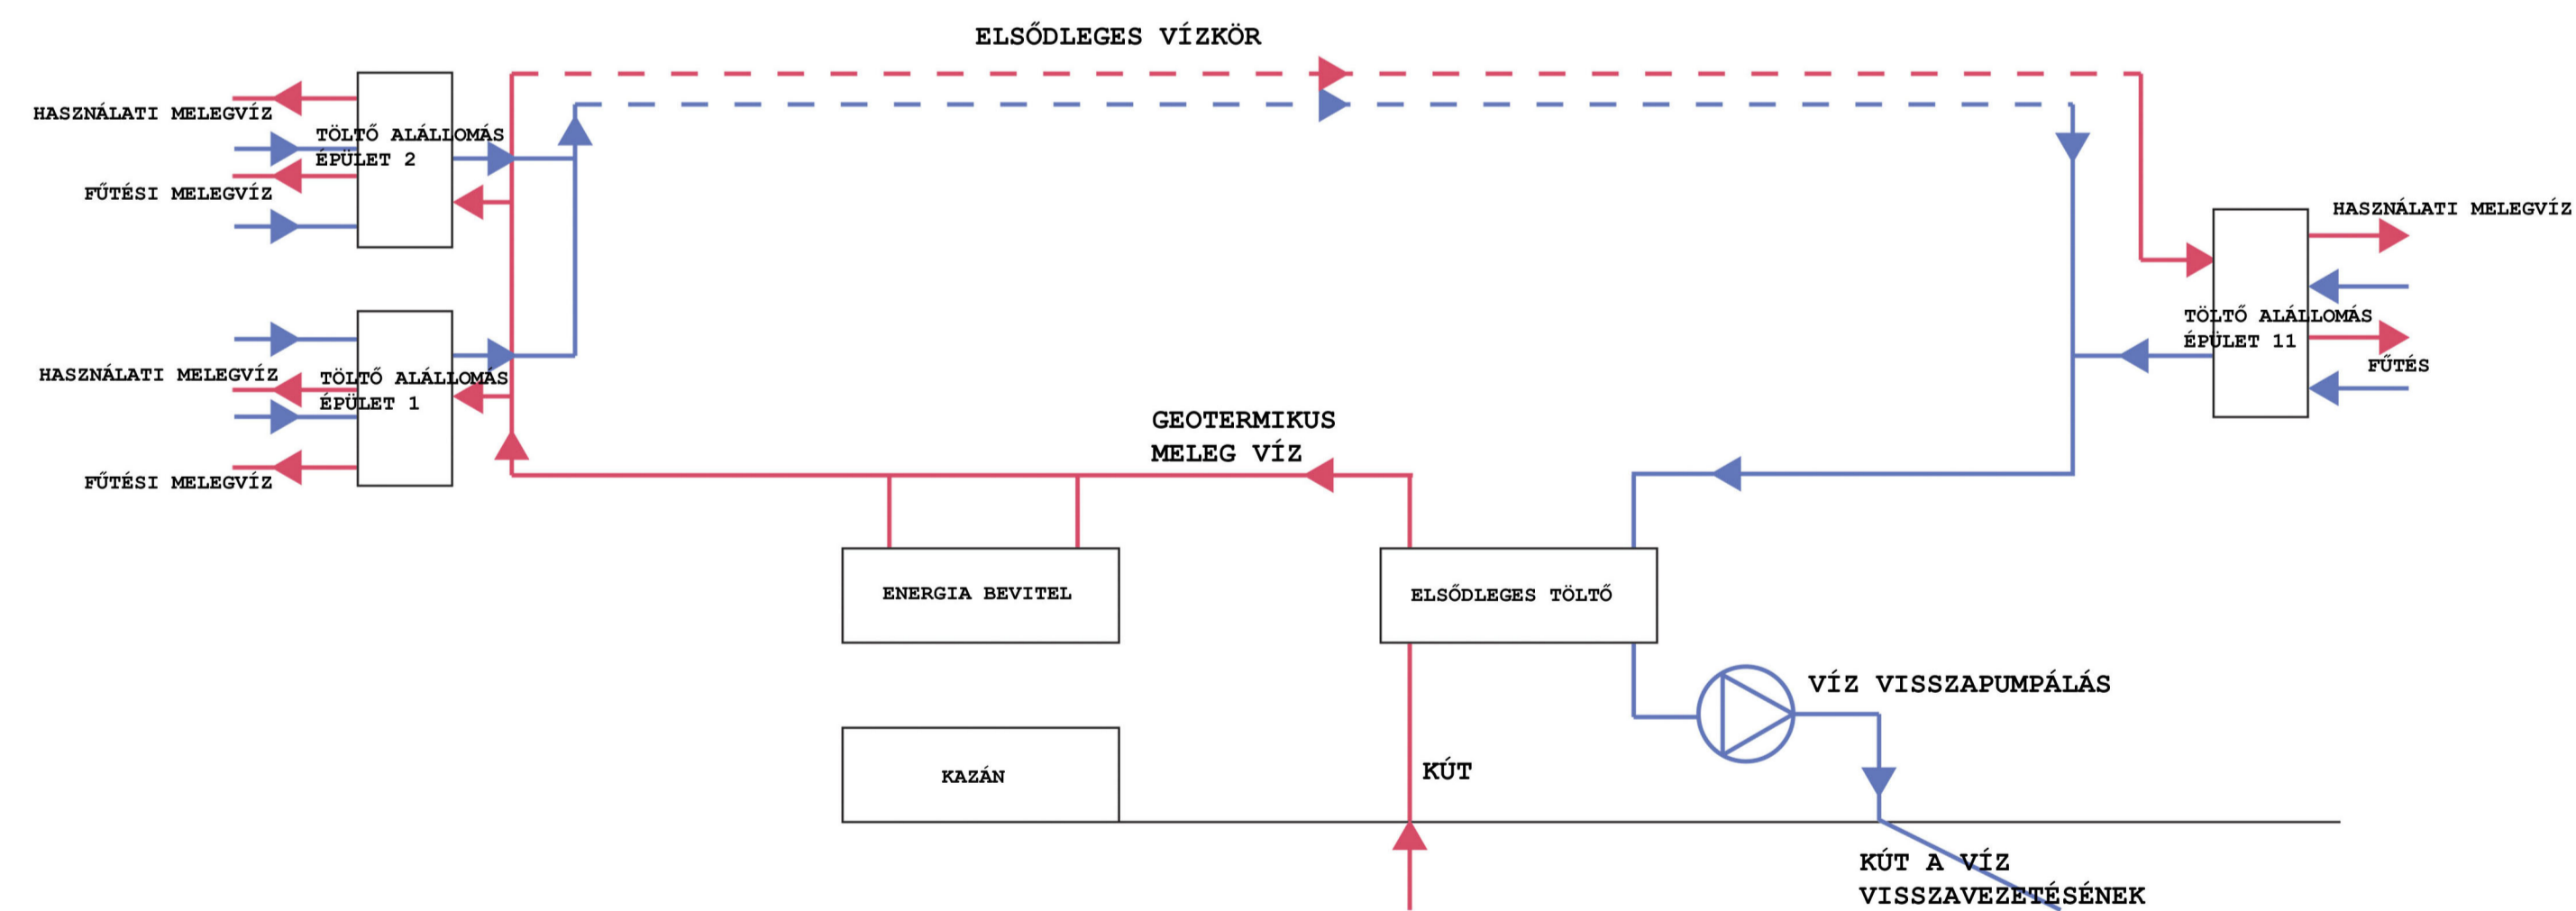 ELSŐDLEGES VÍZKÖR
HASZNÁLATI MELEGVÍZ
TÖLTŐ ALÁLLOMÁS
ÉPÜLET 2
FŰTÉSI MELEGVÍZ
HASZNÁLATI MELEGVÍZ
TÖLTŐ ALÁLLOMÁS
ÉPÜLET 11
FŰTÉS
HASZNÁLATI MELEGVÍZ
TÖLTŐ ALÁLLOMÁS
ÉPÜLET 1
FŰTÉSI MELEGVÍZ
GEOTERMIKUS
MELEG VÍZ
ENERGIA BEVITEL
ELSŐDLEGES TÖLTŐ
VÍZ VISSZAPUMPÁLÁS
KAZÁN
KÚT
KÚT A VÍZ
VISSZAVEZETÉSÉNEK